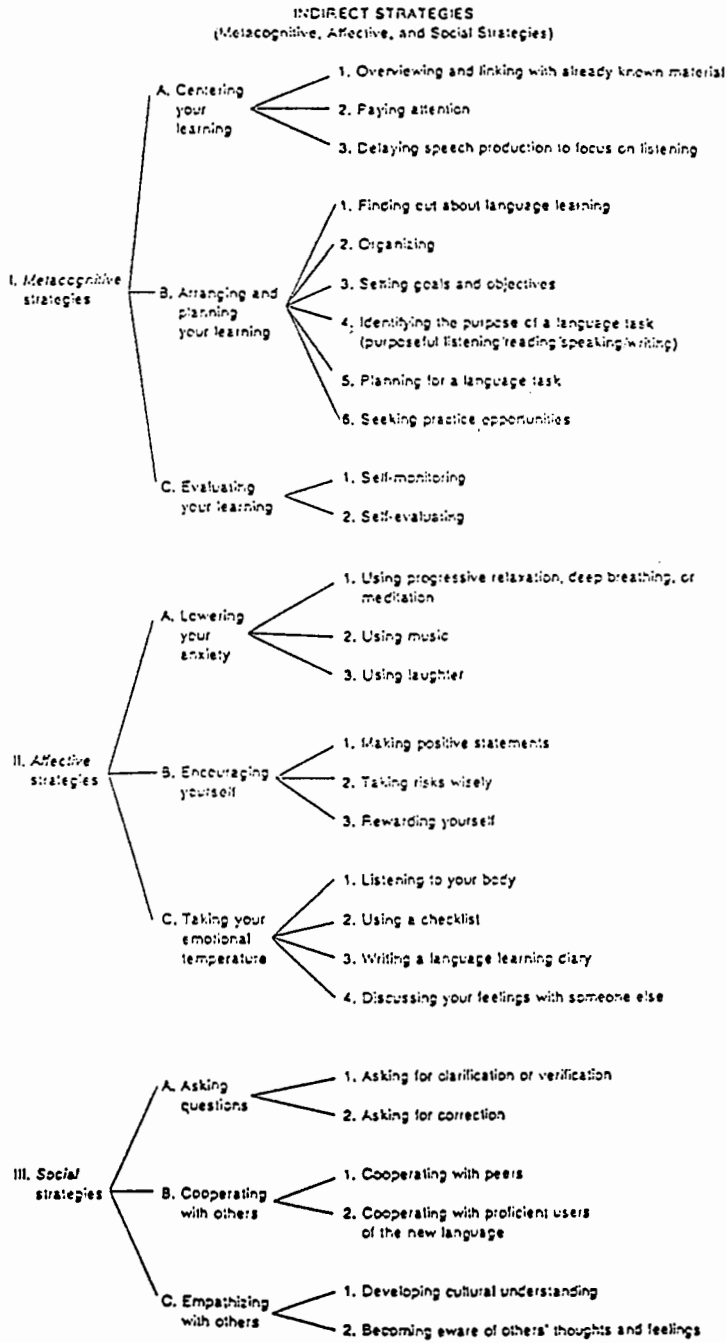 INDIRECT STRATEGIES
(Metacognitive, Affective, and Social Strategies)
I. Metacognitive
strategies
A. Centering
your
learning
1. Overviewing and linking with already known material
2. Paying attention
3. Delaying speech production to focus on listening
B. Arranging and
planning
your learning
1. Finding out about language learning
2. Organizing
3. Setting goals and objectives
4. Identifying the purpose of a language task
(purposeful listening/reading/speaking/writing)
5. Planning for a language task
6. Seeking practice opportunities
C. Evaluating
your learning
1. Self-monitoring
2. Self-evaluating
II. Affective
strategies
A. Lowering
your
anxiety
1. Using progressive relaxation, deep breathing, or
meditation
2. Using music
3. Using laughter
B. Encouraging
yourself
1. Making positive statements
2. Taking risks wisely
3. Rewarding yourself
C. Taking your
emotional
temperature
1. Listening to your body
2. Using a checklist
3. Writing a language learning diary
4. Discussing your feelings with someone else
III. Social
strategies
A. Asking
questions
1. Asking for clarification or verification
2. Asking for correction
B. Cooperating
with others
1. Cooperating with peers
2. Cooperating with proficient users
of the new language
C. Empathizing
with others
1. Developing cultural understanding
2. Becoming aware of others' thoughts and feelings